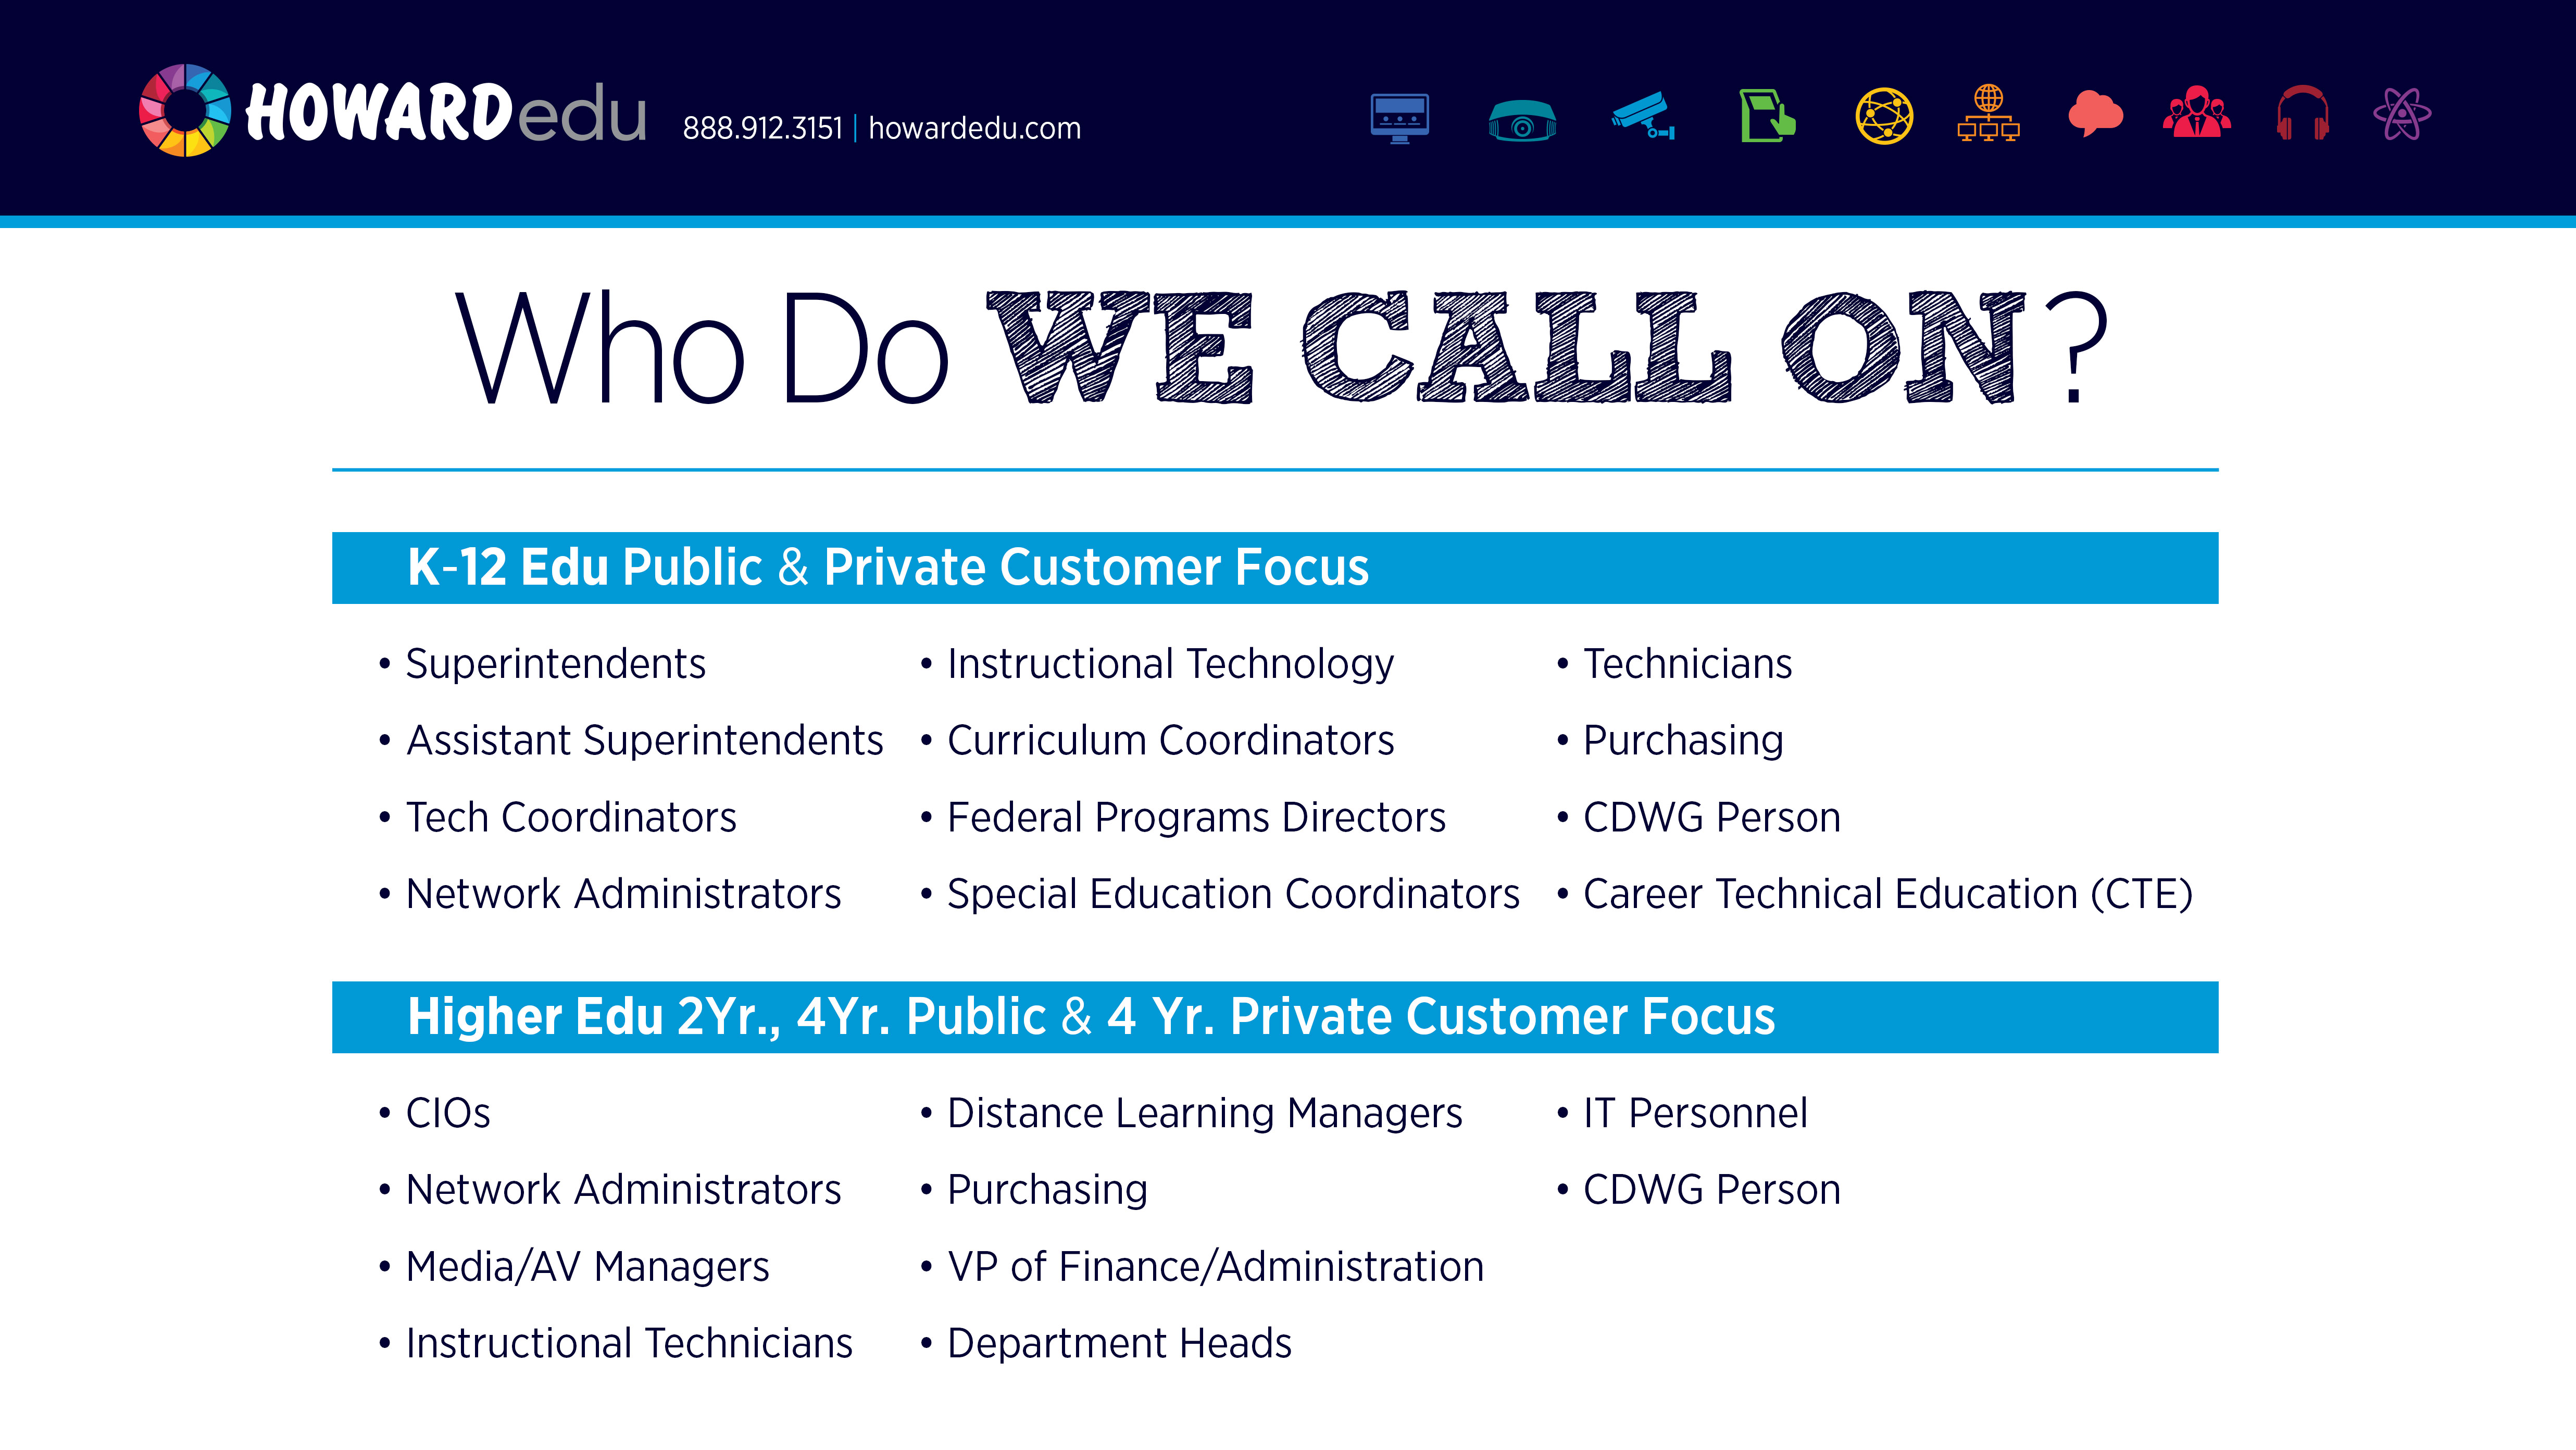 HOWARD edu 888.912.3151 | howardedu.com
Who Do WE CALL ON?
K-12 Edu Public & Private Customer Focus
• Superintendents
• Assistant Superintendents
• Tech Coordinators
• Network Administrators
• Instructional Technology
• Curriculum Coordinators
• Federal Programs Directors
• Special Education Coordinators
• Technicians
• Purchasing
• CDWG Person
• Career Technical Education (CTE)
Higher Edu 2Yr., 4Yr. Public & 4 Yr. Private Customer Focus
• CIOs
• Network Administrators
• Media/AV Managers
• Instructional Technicians
• Distance Learning Managers
• Purchasing
• VP of Finance/Administration
• Department Heads
• IT Personnel
• CDWG Person